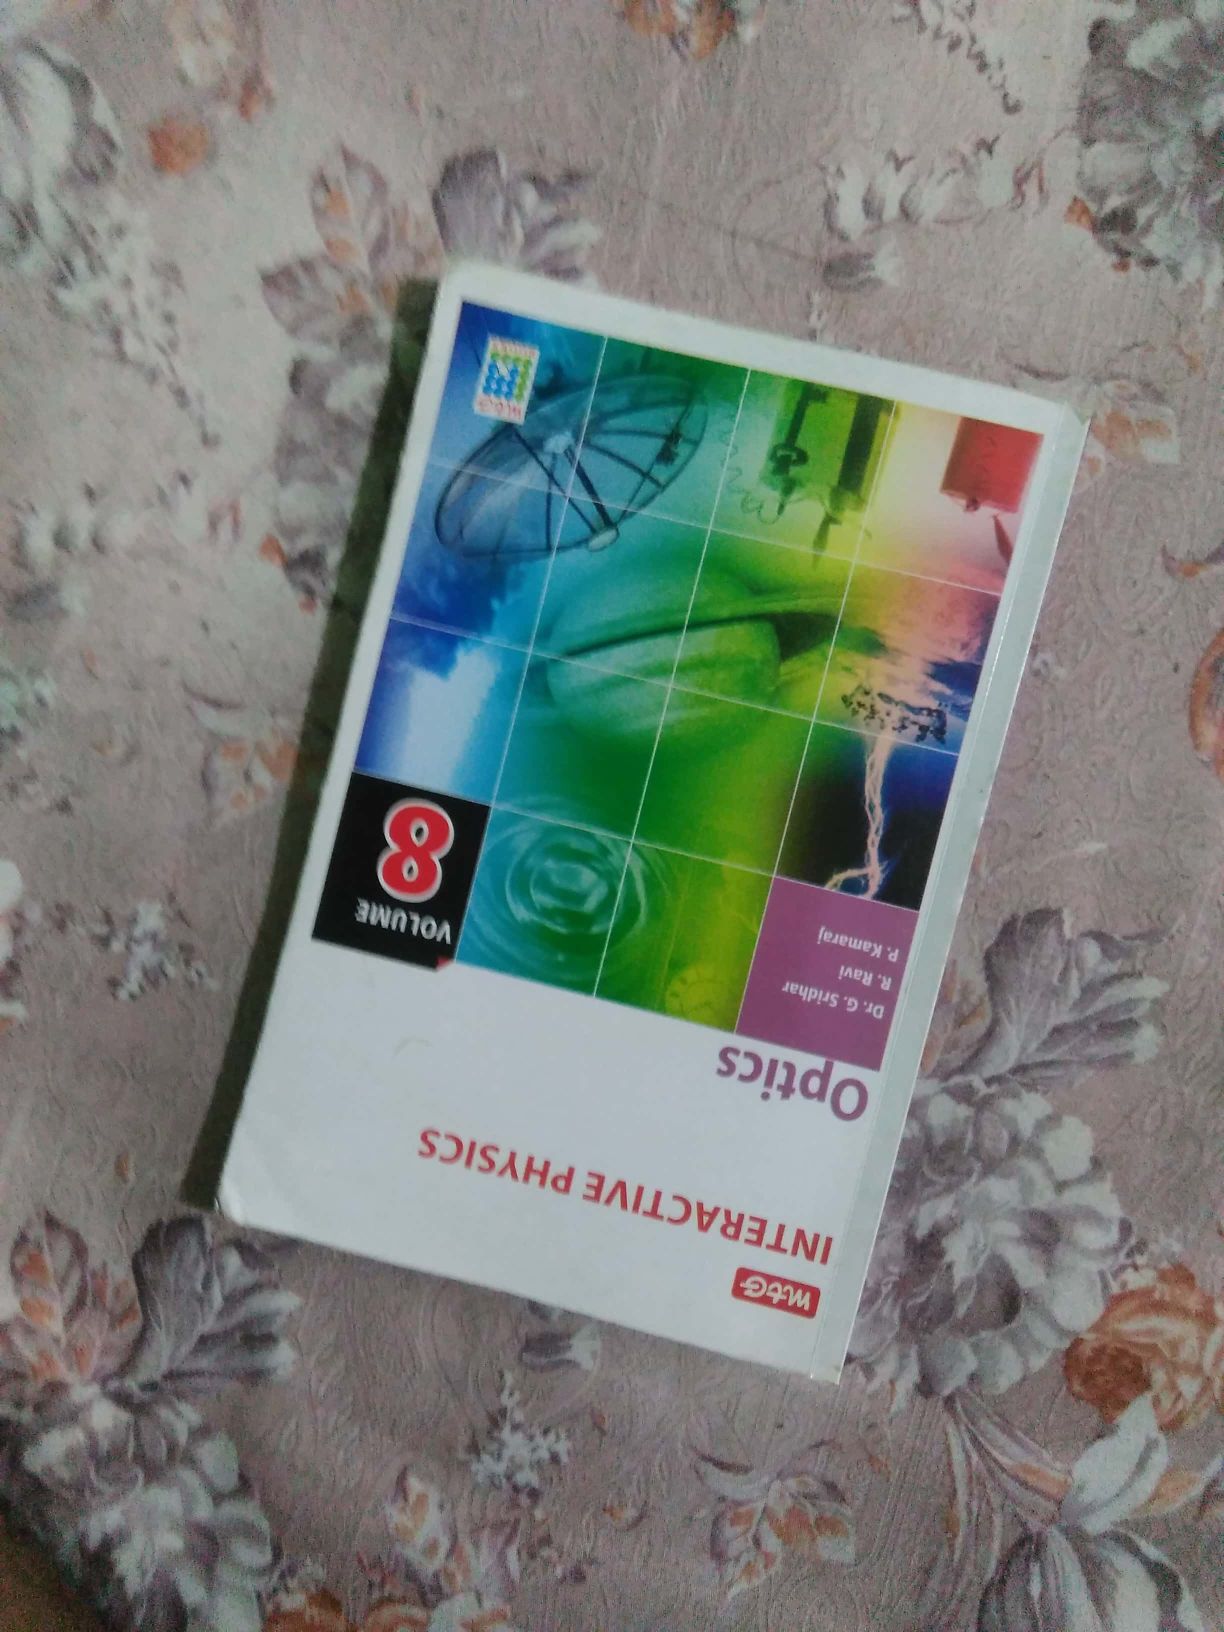 mtG
INTERACTIVE PHYSICS
Optics
Dr. G. Sridhar
R. Ravi
P. Kamaraj
VOLUME
8